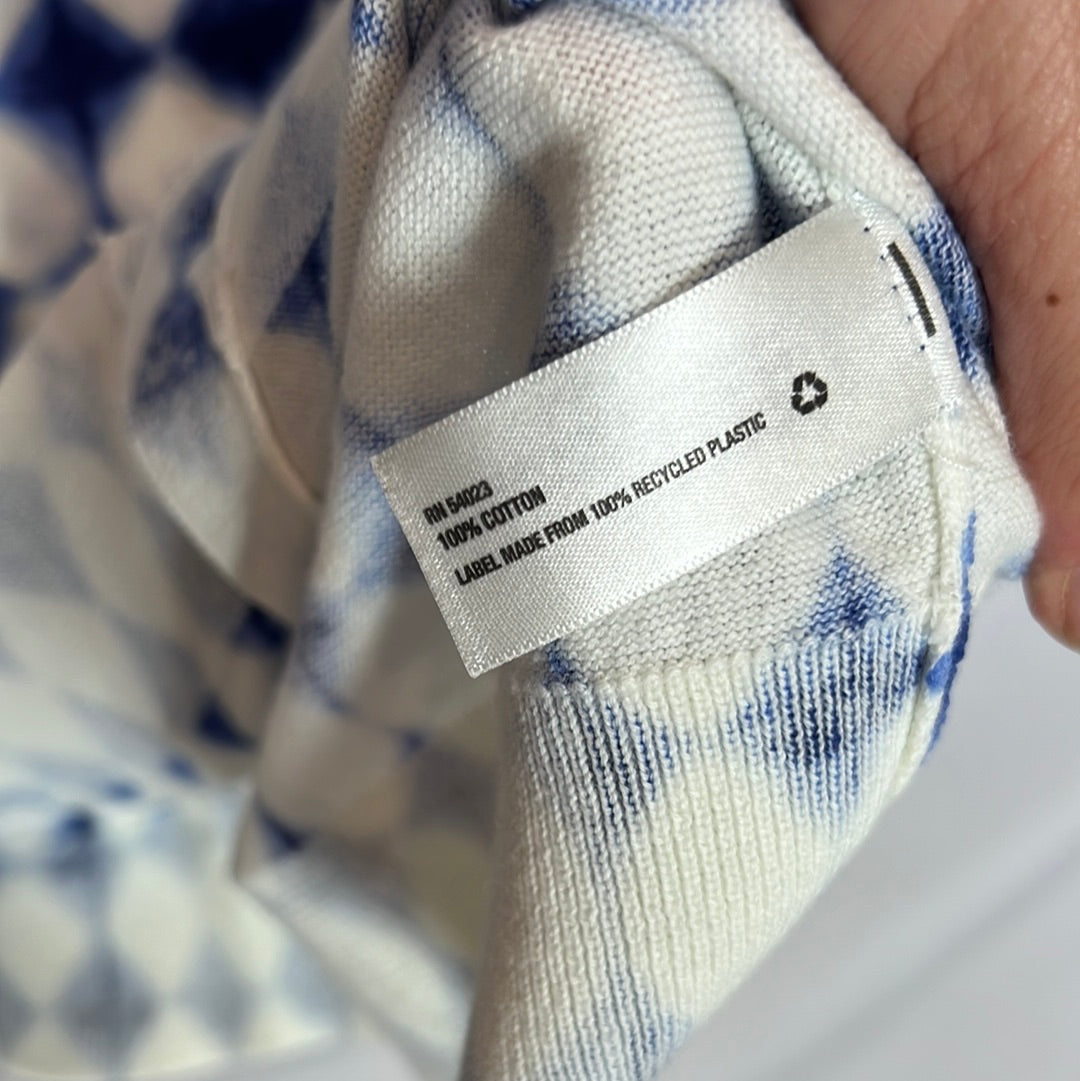 RN 54023
100% COTTON
LABEL MADE FROM 100% RECYCLED PLASTIC